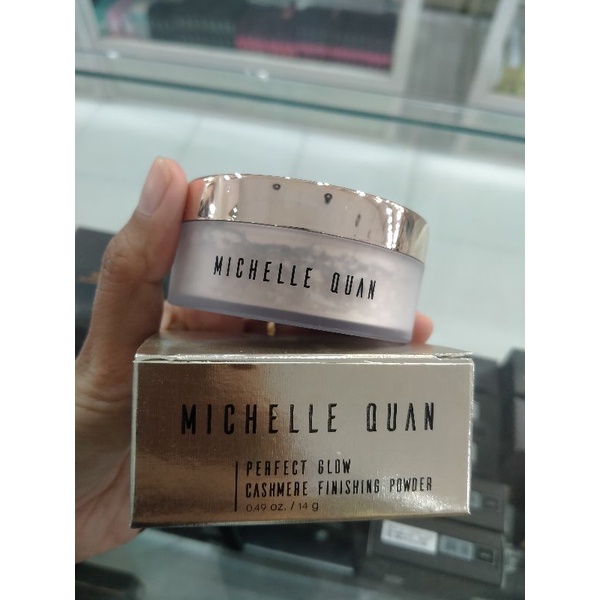 MICHELLE QUAN
MICHELLE QUAN
PERFECT GLOW
CASHMERE FINISHING POWDER
0.49 oz. / 14 g